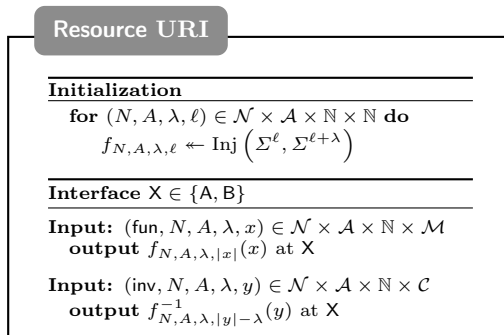 Resource URI
Initialization
for (N, A, λ, ℓ) ∈ 𝒩 × 𝒜 × ℕ × ℕ do
f_{N,A,λ,ℓ} ↞ Inj (Σ^ℓ, Σ^{ℓ+λ})
Interface X ∈ {A, B}
Input: (fun, N, A, λ, x) ∈ 𝒩 × 𝒜 × ℕ × ℳ
output f_{N,A,λ,|x|}(x) at X
Input: (inv, N, A, λ, y) ∈ 𝒩 × 𝒜 × ℕ × 𝒞
output f^{-1}_{N,A,λ,|y|−λ}(y) at X